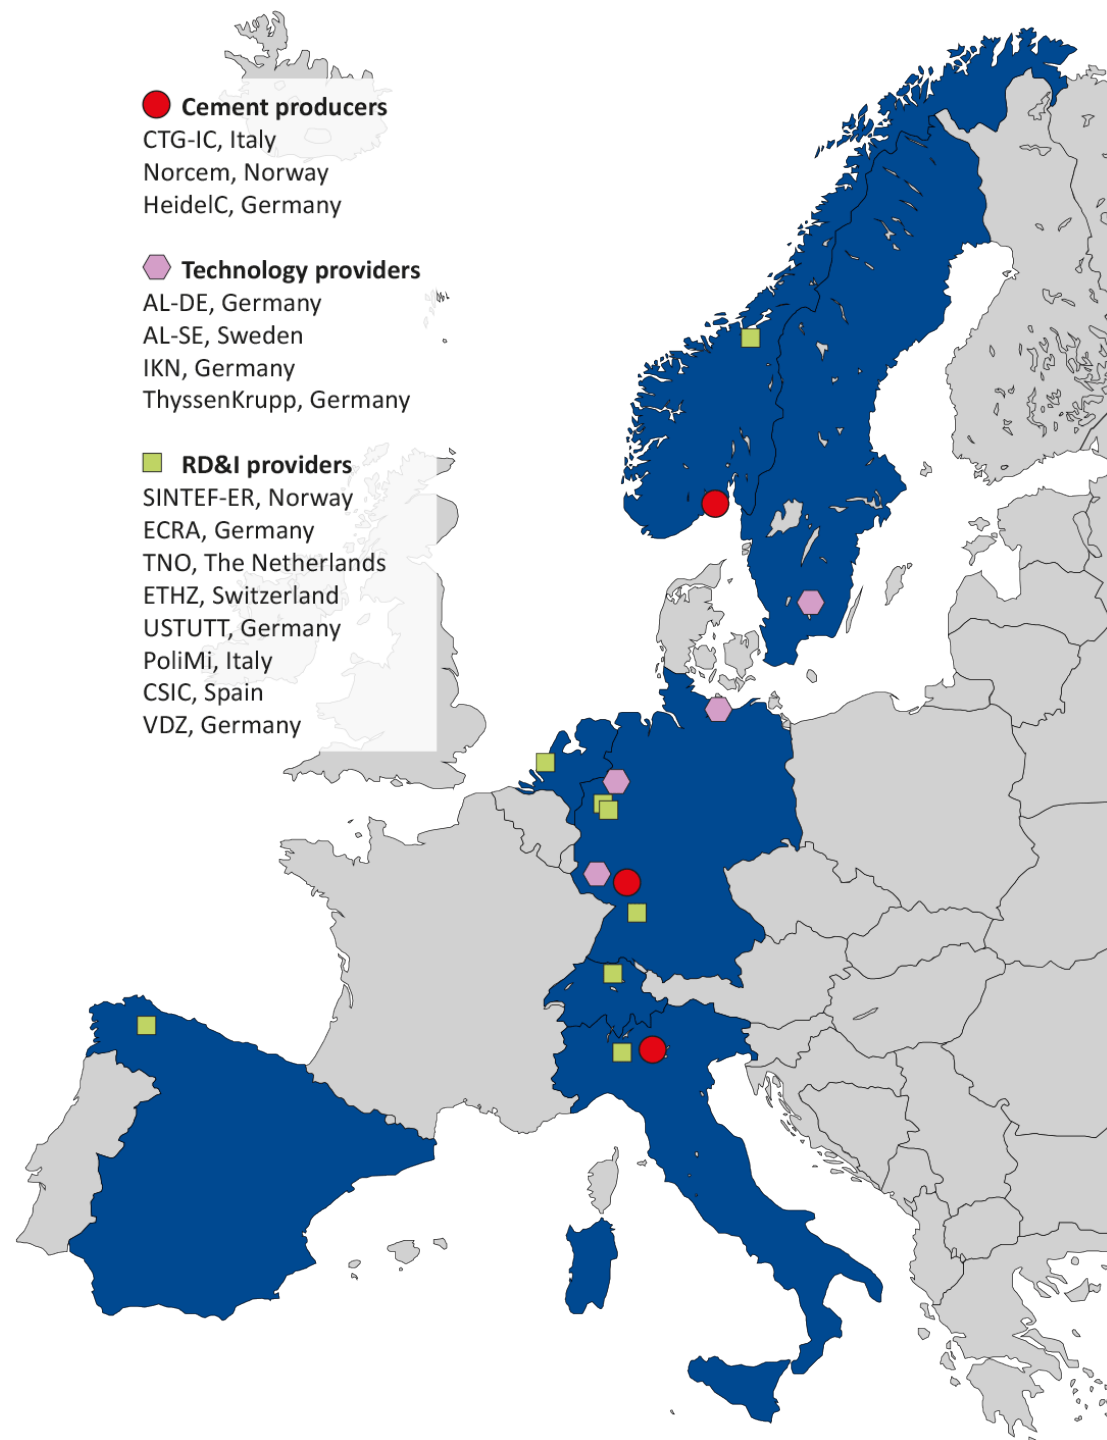 Cement producers
CTG-IC, Italy
Norcem, Norway
HeidelC, Germany
Technology providers
AL-DE, Germany
AL-SE, Sweden
IKN, Germany
ThyssenKrupp, Germany
RD&I providers
SINTEF-ER, Norway
ECRA, Germany
TNO, The Netherlands
ETHZ, Switzerland
USTUTT, Germany
PoliMi, Italy
CSIC, Spain
VDZ, Germany